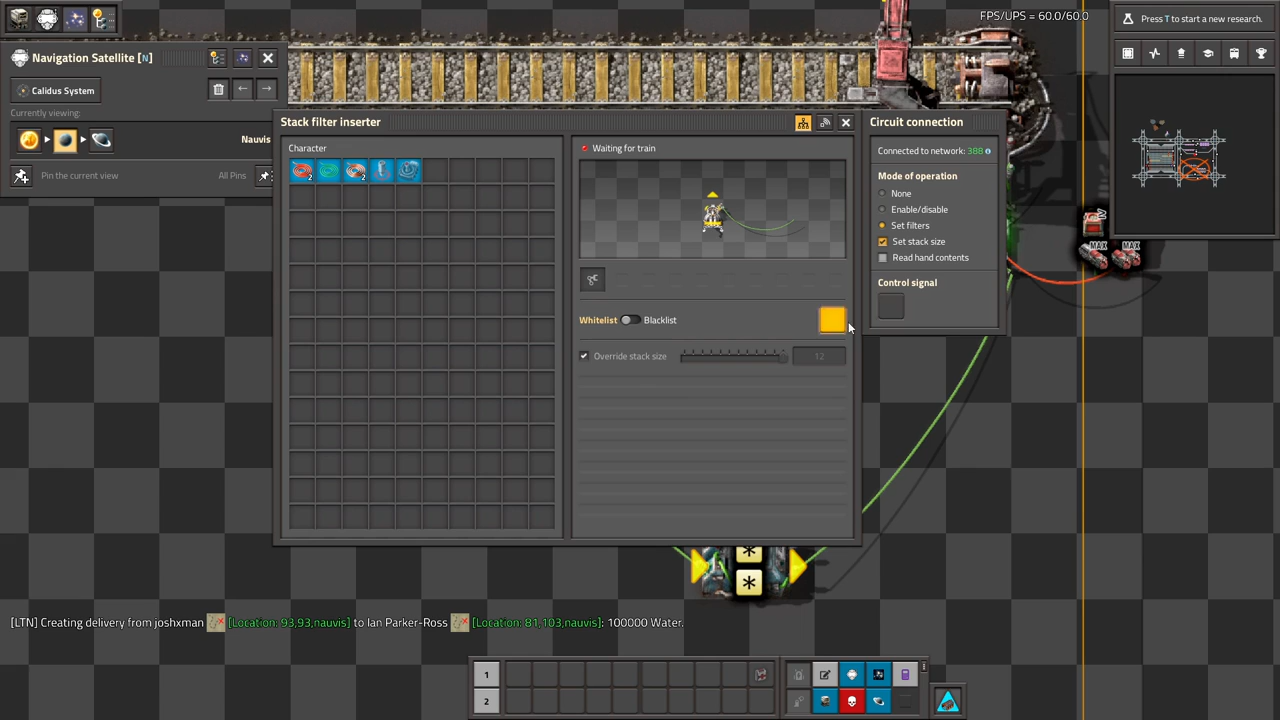 FPS/UPS = 60.0/60.0
Press T to start a new research.
Navigation Satellite [N]
Calidus System
Currently viewing:
Nauvis
Pin the current view
All Pins
Stack filter inserter
Character
2
2
Waiting for train
Whitelist
Blacklist
Override stack size
12
Circuit connection
Connected to network: 388
Mode of operation
None
Enable/disable
Set filters
Set stack size
Read hand contents
Control signal
MAX
MAX
[LTN] Creating delivery from joshxman [Location: 93,93,nauvis] to Ian Parker-Ross [Location: 81,103,nauvis]: 100000 Water.
1
2